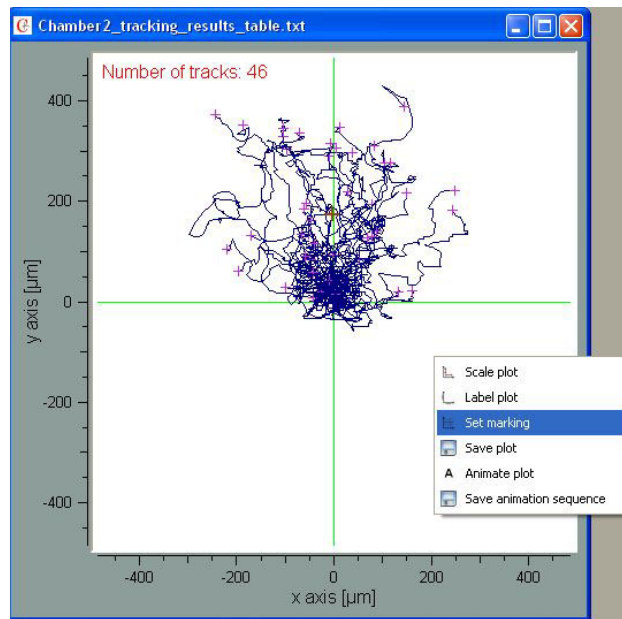 Chamber2_tracking_results_table.txt
Number of tracks: 46
400
200
0
-200
-400
y axis [µm]
Scale plot
Label plot
Set marking
Save plot
A Animate plot
Save animation sequence
-400 -200 0 200 400
x axis [µm]